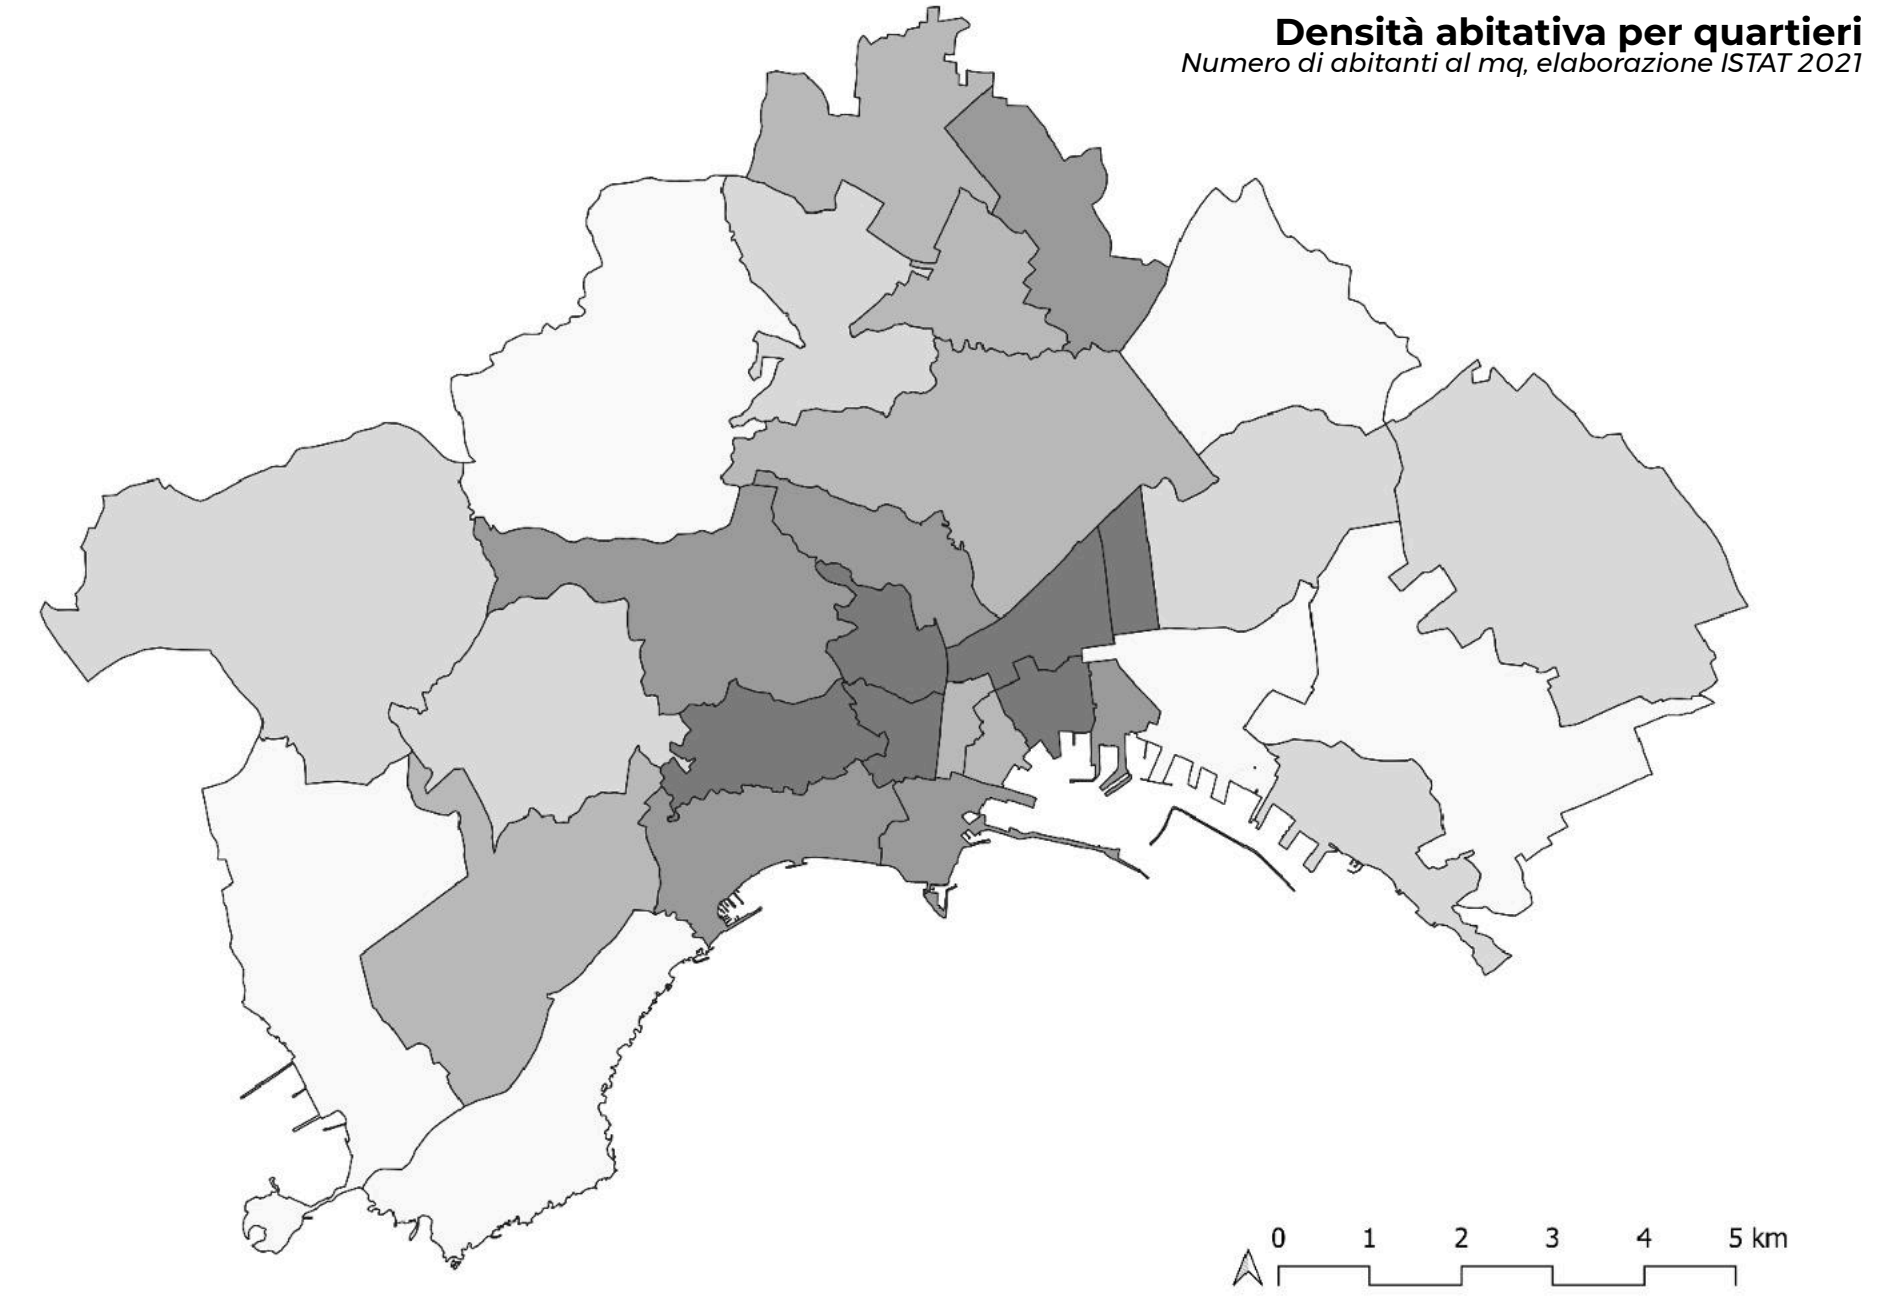 Densità abitativa per quartieri
Numero di abitanti al mq, elaborazione ISTAT 2021
0 1 2 3 4 5 km